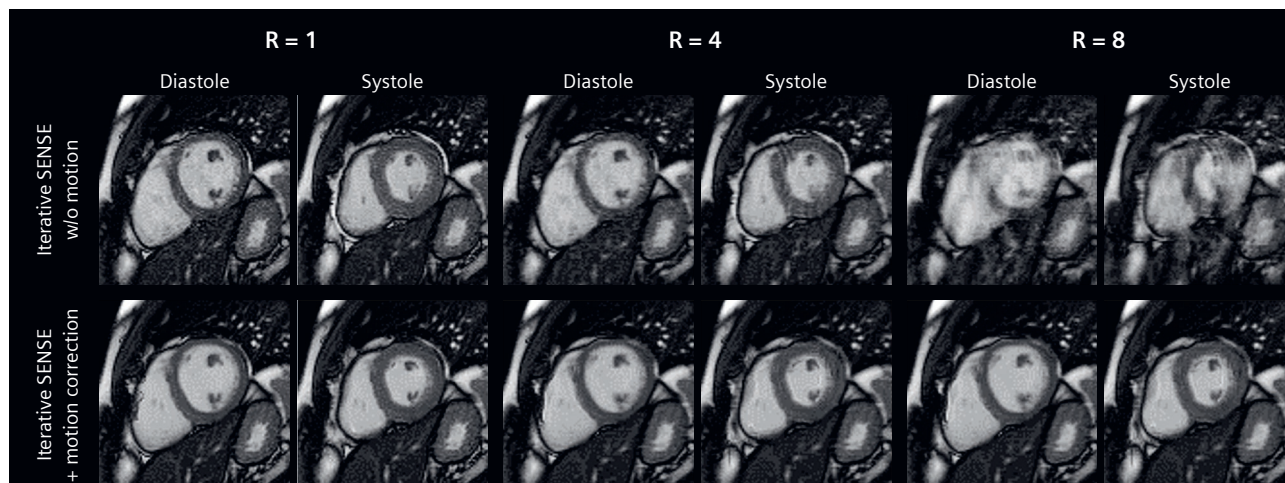 R = 1
R = 4
R = 8
Diastole
Systole
Diastole
Systole
Diastole
Systole
Iterative SENSE
w/o motion
Iterative SENSE
+ motion correction